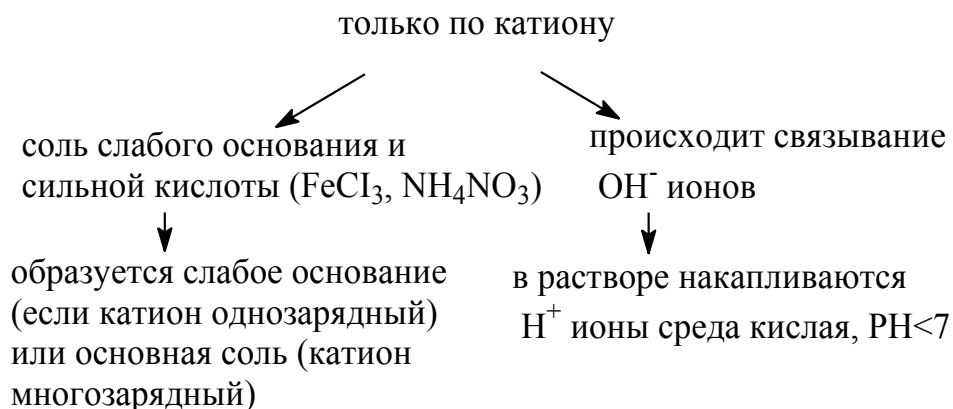 только по катиону
соль слабого основания и
сильной кислоты (FeCI₃, NH₄NO₃)
образуется слабое основание
(если катион однозарядный)
или основная соль (катион
многозарядный)
происходит связывание
OH⁻ ионов
в растворе накапливаются
H⁺ ионы среда кислая, PH<7